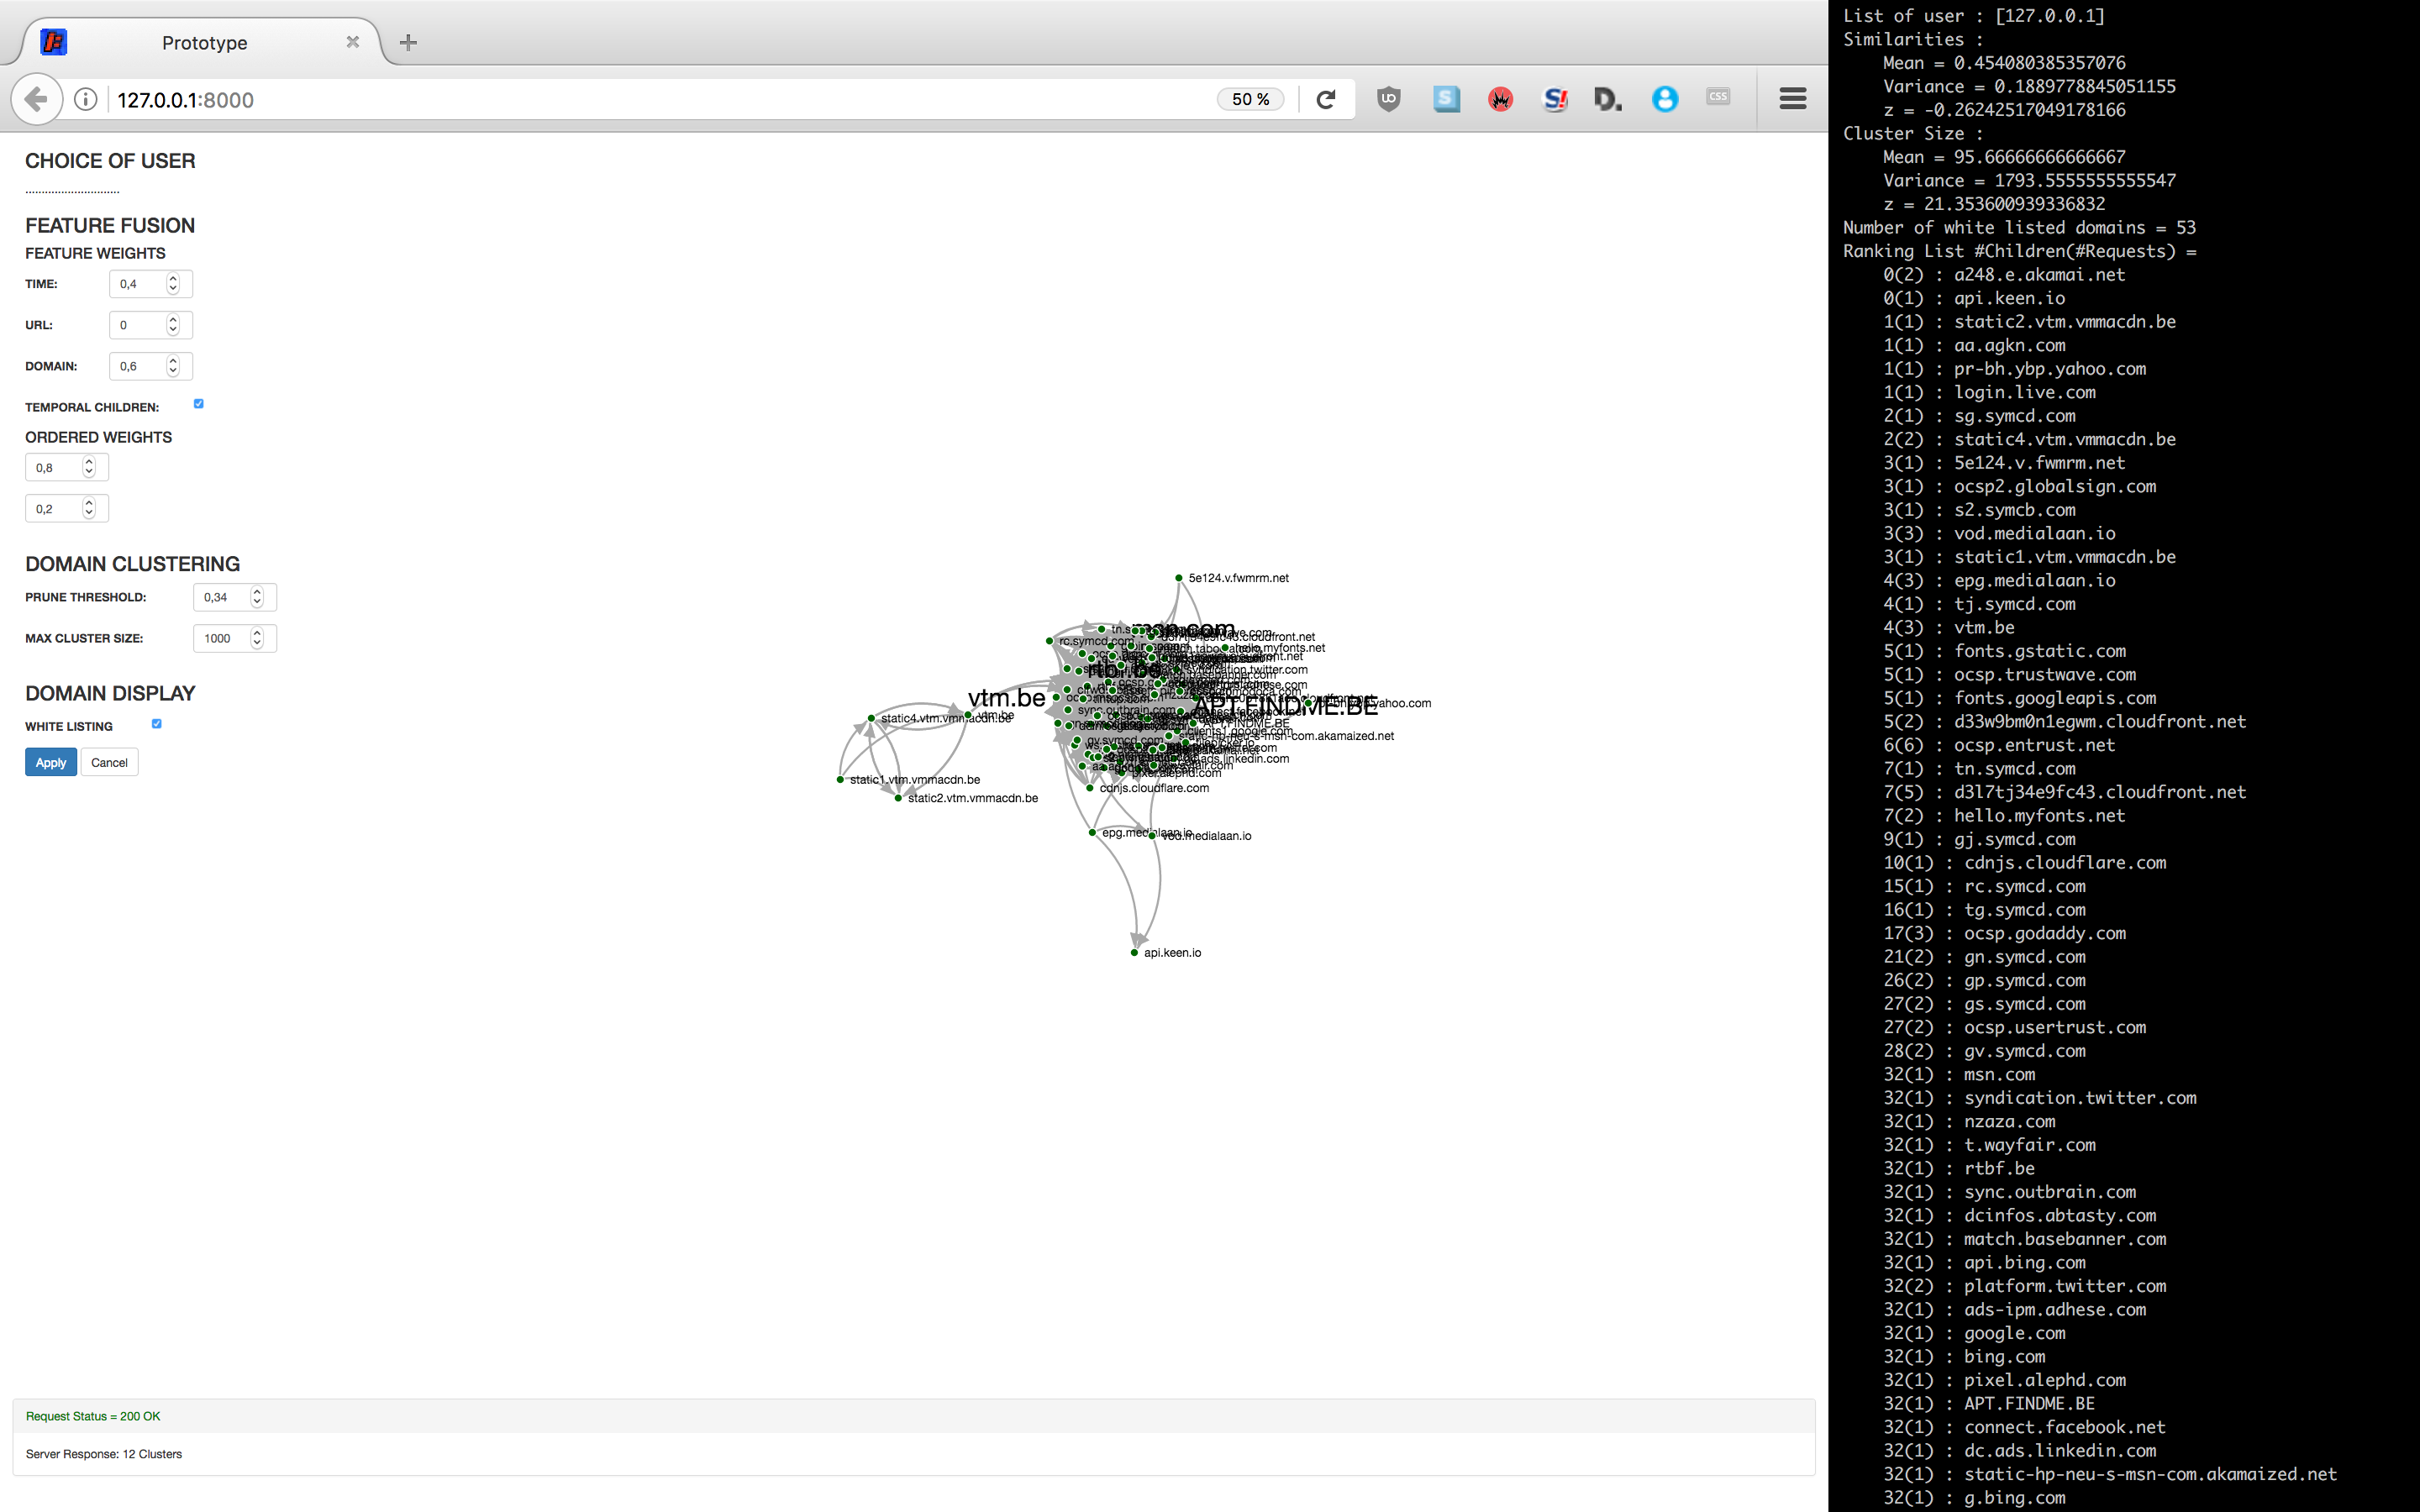 Prototype
127.0.0.1:8000
50 %
CSS
CHOICE OF USER
FEATURE FUSION
FEATURE WEIGHTS
TIME: 0,4
URL: 0
DOMAIN: 0,6
TEMPORAL CHILDREN:
ORDERED WEIGHTS
0,8
0,2
DOMAIN CLUSTERING
PRUNE THRESHOLD: 0,34
MAX CLUSTER SIZE: 1000
DOMAIN DISPLAY
WHITE LISTING
Apply Cancel
5e124.v.fwmrm.net
msn.com
rc.symcd.com
hello.myfonts.net
syndication.twitter.com
vtm.be
APT.FINDME.BE
sync.outbrain.com
static4.vtm.vmmacdn.be
vtm.be
static-hp-neu-s-msn-com.akamaized.net
gv.symcd.com
pixel.alephd.com
static1.vtm.vmmacdn.be
cdnjs.cloudflare.com
static2.vtm.vmmacdn.be
epg.medialaan.io
vod.medialaan.io
api.keen.io
Request Status = 200 OK
Server Response: 12 Clusters
List of user : [127.0.0.1]
Similarities :
Mean = 0.454080385357076
Variance = 0.1889778845051155
z = -0.26242517049178166
Cluster Size :
Mean = 95.66666666666667
Variance = 1793.5555555555547
z = 21.353600939336832
Number of white listed domains = 53
Ranking List #Children(#Requests) =
0(2) : a248.e.akamai.net
0(1) : api.keen.io
1(1) : static2.vtm.vmmacdn.be
1(1) : aa.agkn.com
1(1) : pr-bh.ybp.yahoo.com
1(1) : login.live.com
2(1) : sg.symcd.com
2(2) : static4.vtm.vmmacdn.be
3(1) : 5e124.v.fwmrm.net
3(1) : ocsp2.globalsign.com
3(1) : s2.symcb.com
3(3) : vod.medialaan.io
3(1) : static1.vtm.vmmacdn.be
4(3) : epg.medialaan.io
4(1) : tj.symcd.com
4(3) : vtm.be
5(1) : fonts.gstatic.com
5(1) : ocsp.trustwave.com
5(1) : fonts.googleapis.com
5(2) : d33w9bm0n1egwm.cloudfront.net
6(6) : ocsp.entrust.net
7(1) : tn.symcd.com
7(5) : d3l7tj34e9fc43.cloudfront.net
7(2) : hello.myfonts.net
9(1) : gj.symcd.com
10(1) : cdnjs.cloudflare.com
15(1) : rc.symcd.com
16(1) : tg.symcd.com
17(3) : ocsp.godaddy.com
21(2) : gn.symcd.com
26(2) : gp.symcd.com
27(2) : gs.symcd.com
27(2) : ocsp.usertrust.com
28(2) : gv.symcd.com
32(1) : msn.com
32(1) : syndication.twitter.com
32(1) : nzaza.com
32(1) : t.wayfair.com
32(1) : rtbf.be
32(1) : sync.outbrain.com
32(1) : dcinfos.abtasty.com
32(1) : match.basebanner.com
32(1) : api.bing.com
32(2) : platform.twitter.com
32(1) : ads-ipm.adhese.com
32(1) : google.com
32(1) : bing.com
32(1) : pixel.alephd.com
32(1) : APT.FINDME.BE
32(1) : connect.facebook.net
32(1) : dc.ads.linkedin.com
32(1) : static-hp-neu-s-msn-com.akamaized.net
32(1) : g.bing.com